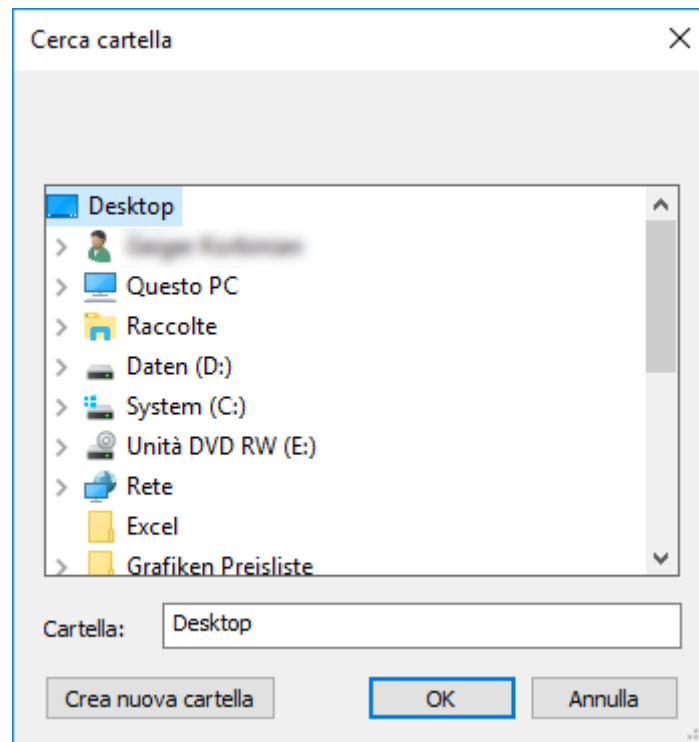 Cerca cartella
Desktop
Questo PC
Raccolte
Daten (D:)
System (C:)
Unità DVD RW (E:)
Rete
Excel
Grafiken Preisliste
Cartella: Desktop
Crea nuova cartella OK Annulla